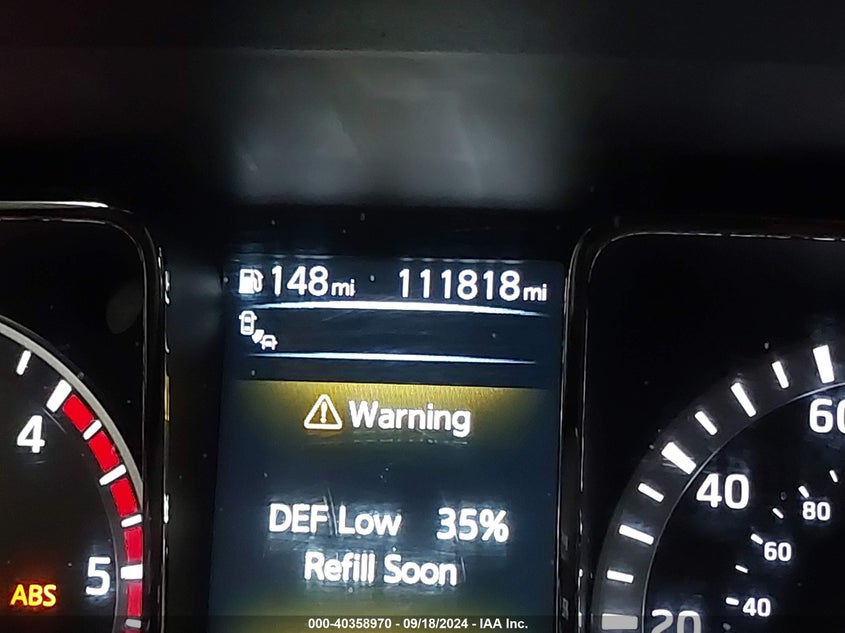 148mi 111818mi
Warning
DEF Low 35%
Refill Soon
4
5
ABS
60
40
20
80
60
40
000-40358970 - 09/18/2024 - IAA Inc.